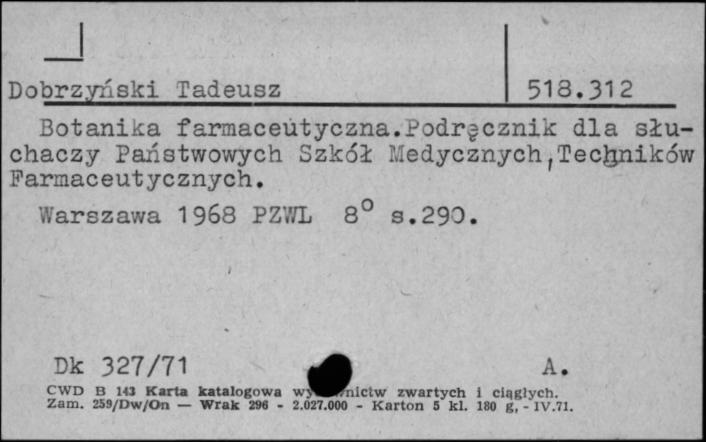 Dobrzyński Tadeusz 518.312
Botanika farmaceutyczna.Podręcznik dla słu-
chaczy Państwowych Szkół Medycznych,Techników
Farmaceutycznych.
Warszawa 1968 PZWL 8° s.290.
Dk 327/71 A.
CWD B 143 Karta katalogowa zwartych i ciągłych.
Zam. 259/Dw/On — Wrak 296 - 2.027.000 - Karton 5 kl. 180 g, - IV.71.